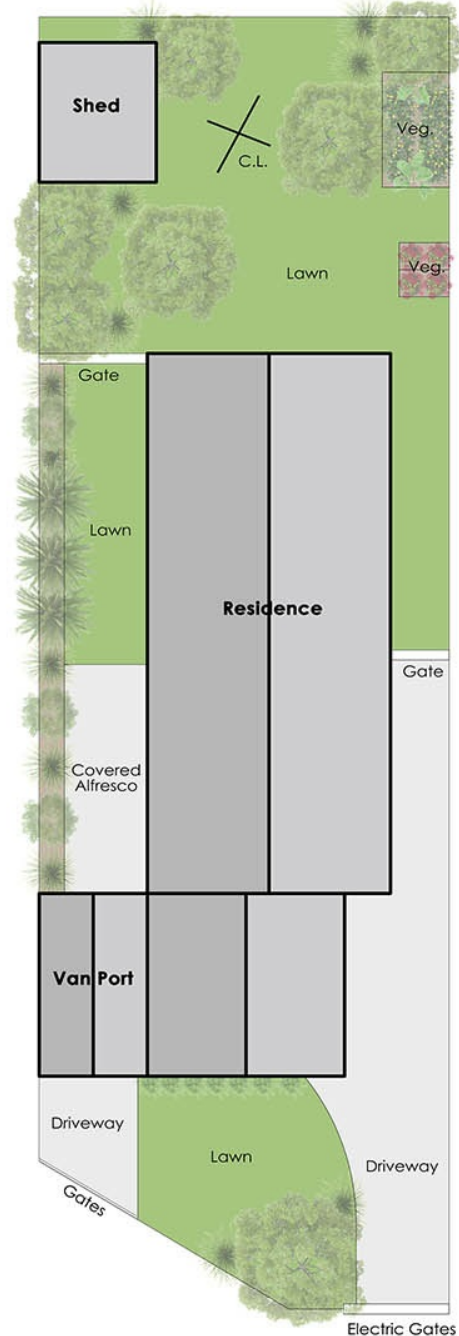 Shed
C.L.
Veg.
Veg.
Lawn
Gate
Lawn
Residence
Gate
Covered
Alfresco
Van Port
Driveway
Lawn
Driveway
Gates
Electric Gates